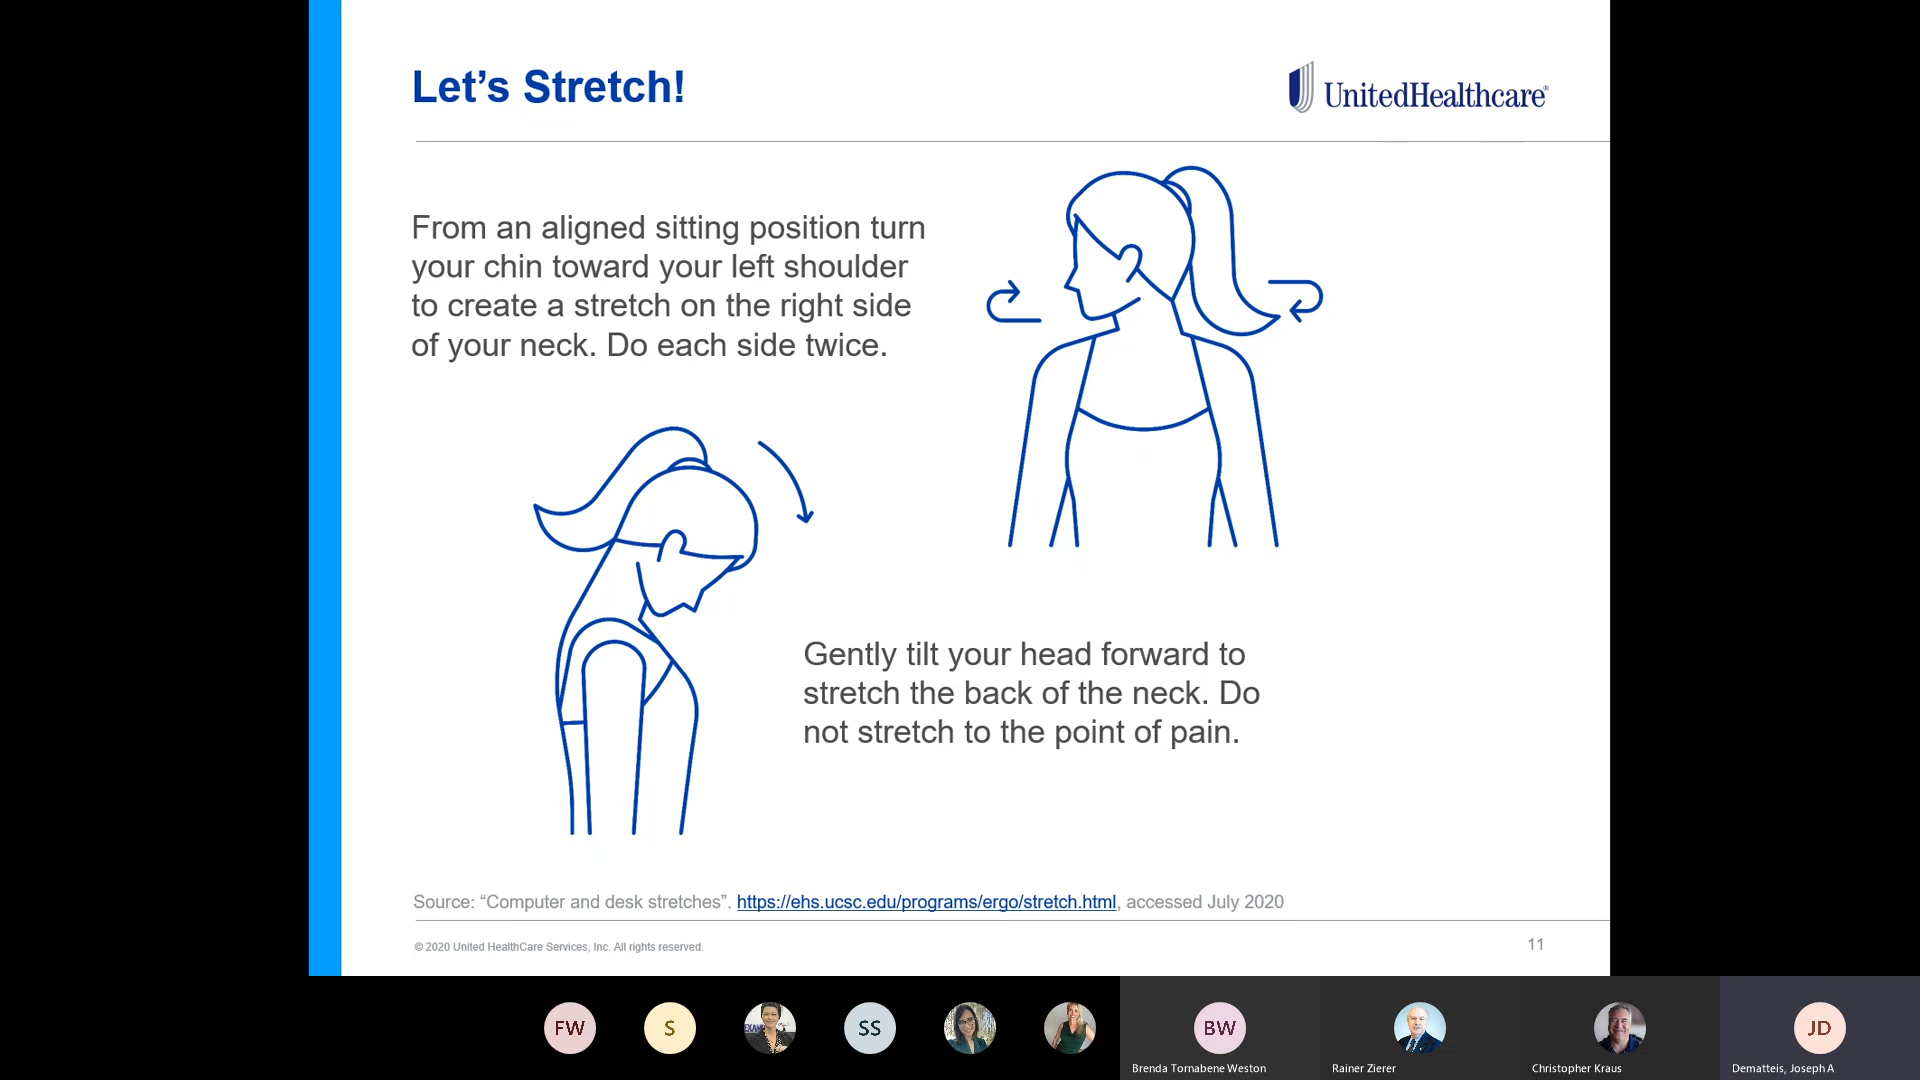 Let’s Stretch!
UnitedHealthcare®
From an aligned sitting position turn
your chin toward your left shoulder
to create a stretch on the right side
of your neck. Do each side twice.
Gently tilt your head forward to
stretch the back of the neck. Do
not stretch to the point of pain.
Source: “Computer and desk stretches”. https://ehs.ucsc.edu/programs/ergo/stretch.html, accessed July 2020
© 2020 United HealthCare Services, Inc. All rights reserved.
11
FW
S
SS
BW
JD
Brenda Tornabene Weston
Rainer Zierer
Christopher Kraus
Dematteis, Joseph A